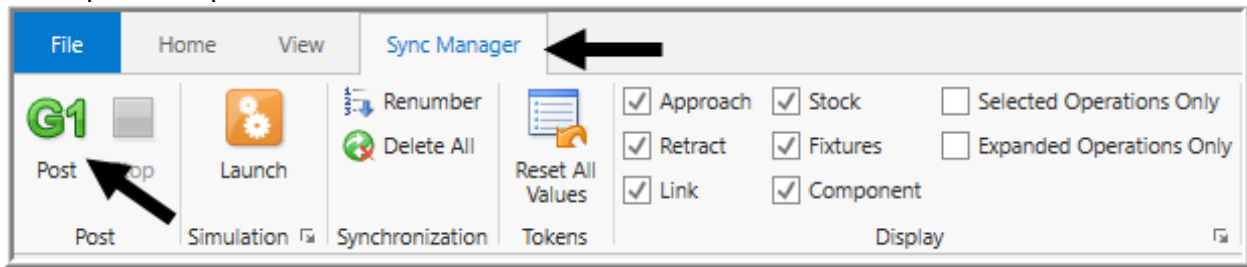 File Home View Sync Manager
G1
Post
Launch
Renumber
Delete All
Reset All
Values
Approach
Retract
Link
Stock
Fixtures
Component
Selected Operations Only
Expanded Operations Only
Post Simulation Synchronization Tokens Display